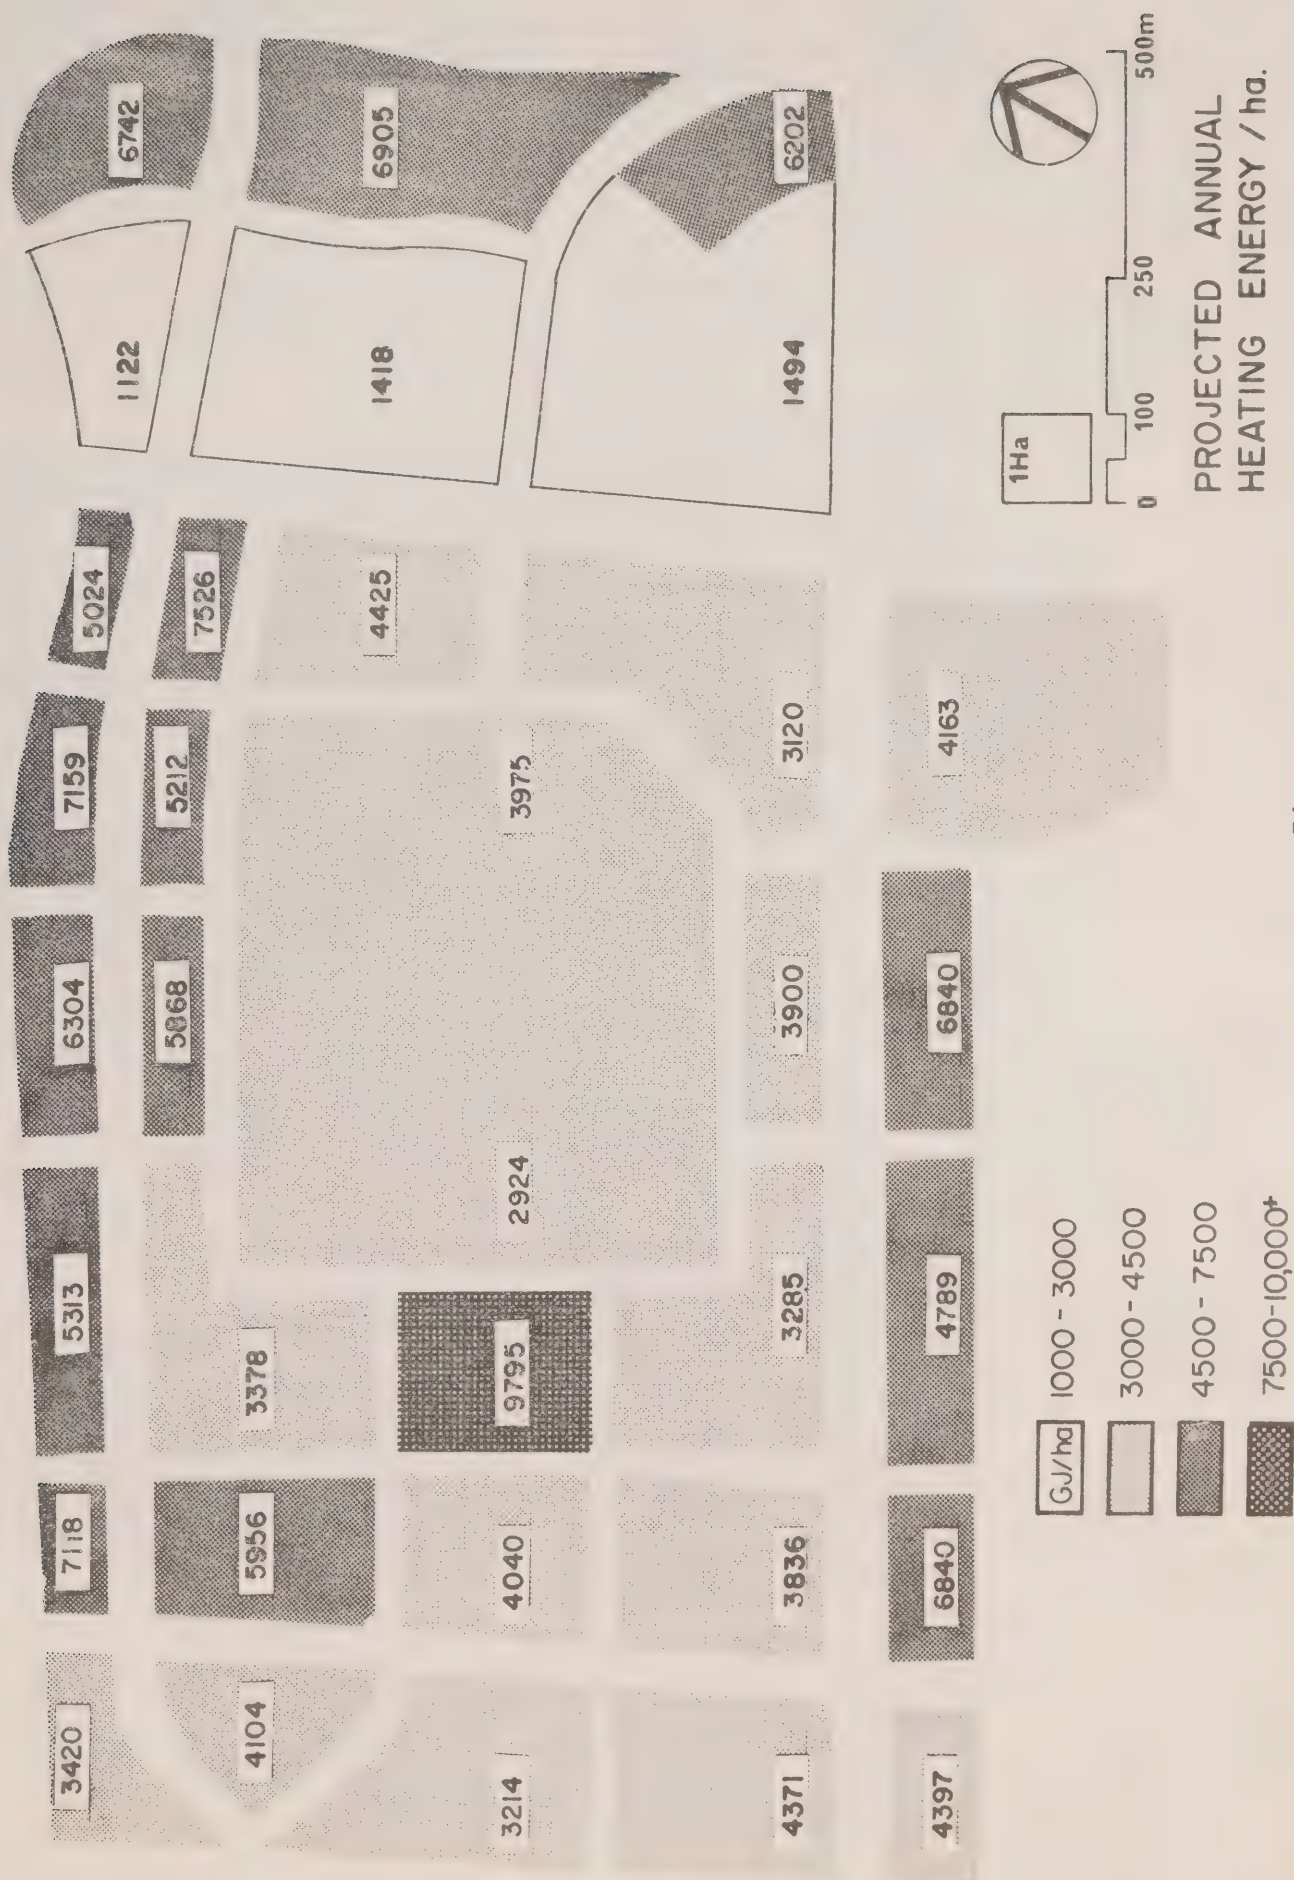 3420 7118 5313 6304 7159 5024 1122 6742
4104 5956 3378 5212 7526
4425 1418 6905
3214 4040 9795 2924 3975
4371 3836 3285 3900 3120 1494 6202
4397 6840 4789 6840 4163
GJ/ha 1000 - 3000
3000 - 4500
4500 - 7500
7500-10,000+
1Ha
0 100 250 500m
PROJECTED ANNUAL
HEATING ENERGY / ha.